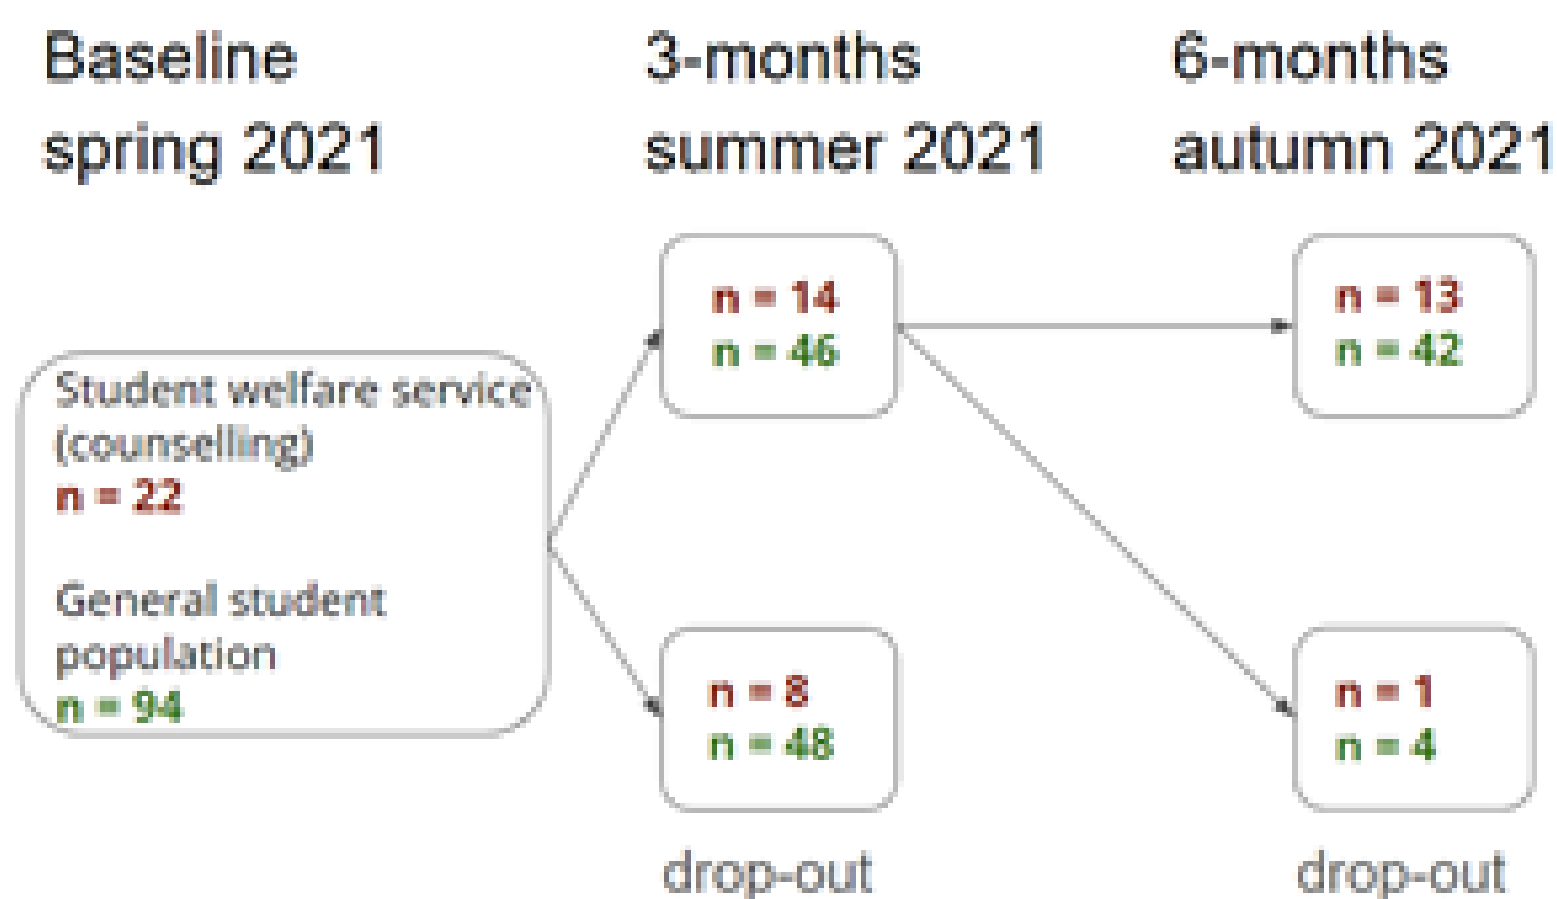 Baseline
spring 2021
3-months
summer 2021
6-months
autumn 2021
Student welfare service
(counselling)
n = 22
General student
population
n = 94
n = 14
n = 46
n = 8
n = 48
drop-out
n = 13
n = 42
n = 1
n = 4
drop-out